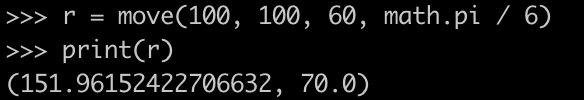 >>> r = move(100, 100, 60, math.pi / 6)
>>> print(r)
(151.96152422706632, 70.0)